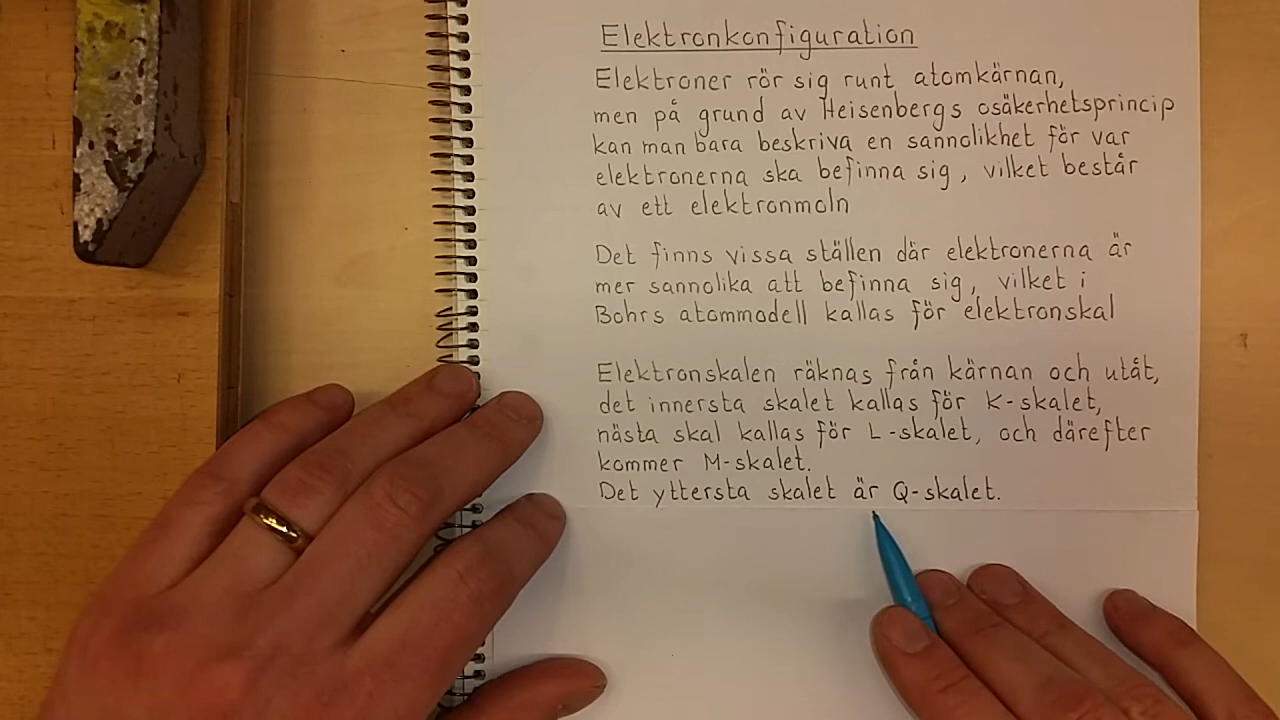 Elektronkonfiguration
Elektroner rör sig runt atomkärnan,
men på grund av Heisenbergs osäkerhetsprincip
kan man bara beskriva en sannolikhet för var
elektronerna ska befinna sig, vilket består
av ett elektronmoln
Det finns vissa ställen där elektronerna är
mer sannolika att befinna sig, vilket i
Bohrs atommodell kallas för elektronskal
Elektronskalen räknas från kärnan och utåt,
det innersta skalet kallas för K-skalet,
nästa skal kallas för L-skalet, och därefter
kommer M-skalet.
Det yttersta skalet är Q-skalet.